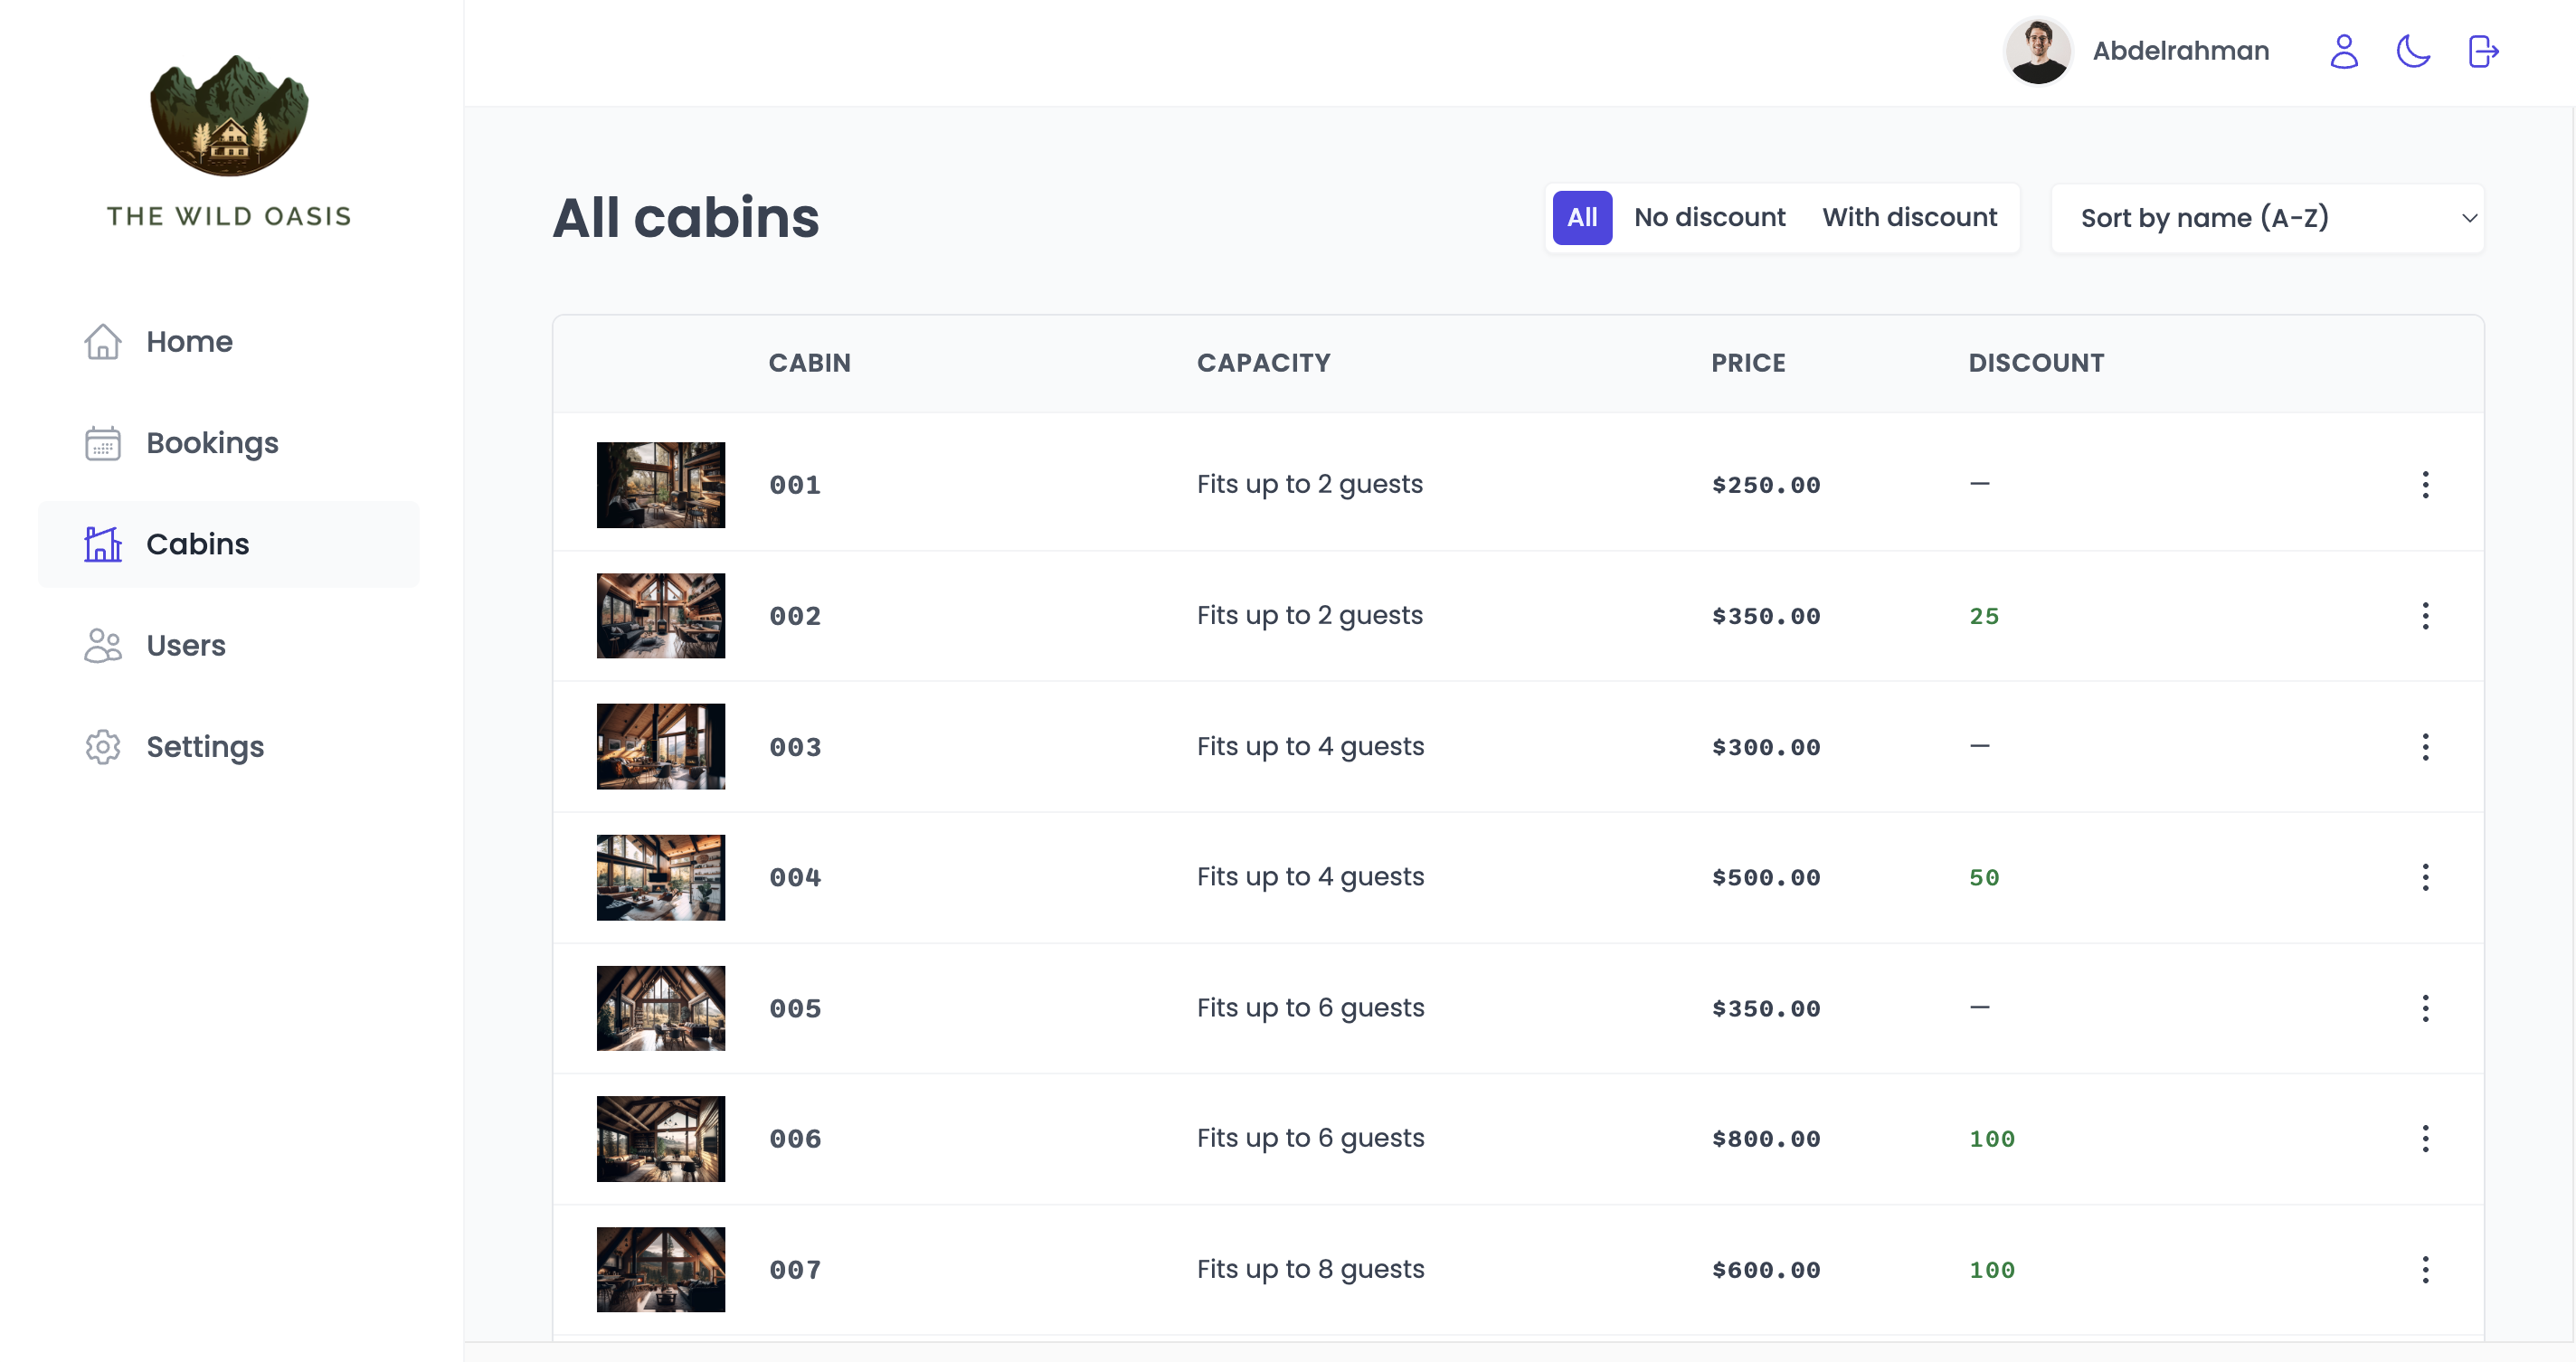 THE WILD OASIS
Home
Bookings
Cabins
Users
Settings
Abdelrahman
All cabins
All No discount With discount Sort by name (A-Z)
CABIN CAPACITY PRICE DISCOUNT
001 Fits up to 2 guests $250.00 —
002 Fits up to 2 guests $350.00 25
003 Fits up to 4 guests $300.00 —
004 Fits up to 4 guests $500.00 50
005 Fits up to 6 guests $350.00 —
006 Fits up to 6 guests $800.00 100
007 Fits up to 8 guests $600.00 100